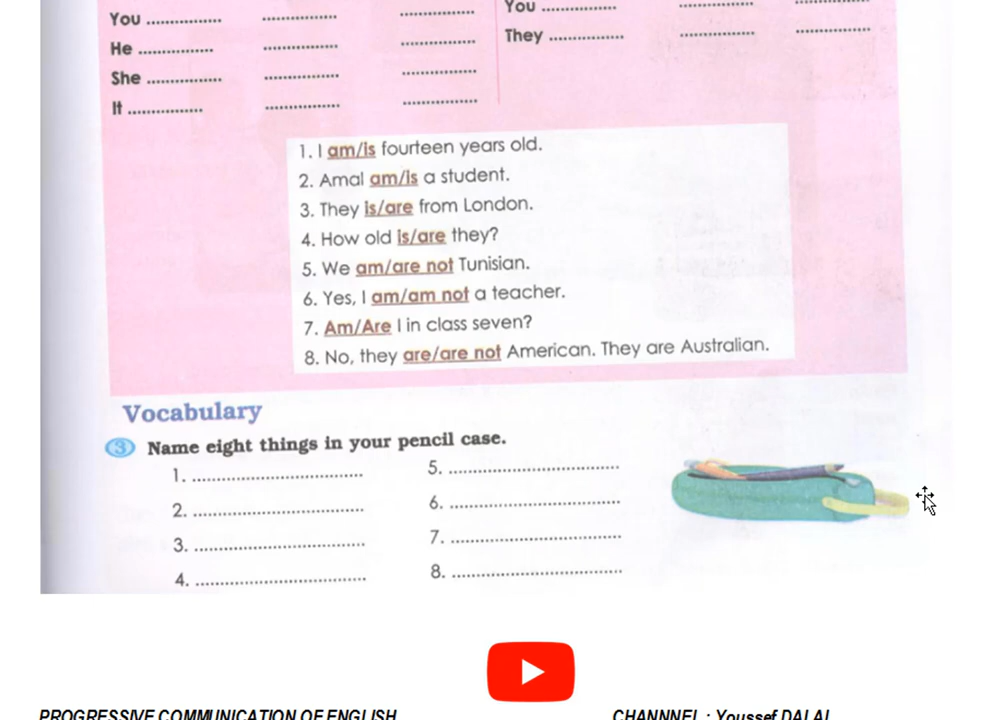 You ............... ............... ...............
He ............... ............... ...............
She ............... ............... ...............
It ............... ............... ...............
You ............... ............... ...............
They ............... ............... ...............
1. I am/is fourteen years old.
2. Amal am/is a student.
3. They is/are from London.
4. How old is/are they?
5. We am/are not Tunisian.
6. Yes, I am/am not a teacher.
7. Am/Are I in class seven?
8. No, they are/are not American. They are Australian.
Vocabulary
3 Name eight things in your pencil case.
1. ...............
2. ...............
3. ...............
4. ...............
5. ...............
6. ...............
7. ...............
8. ...............
PROGRESSIVE COMMUNICATION OF ENGLISH CHANNNEL : Youssef DALAI